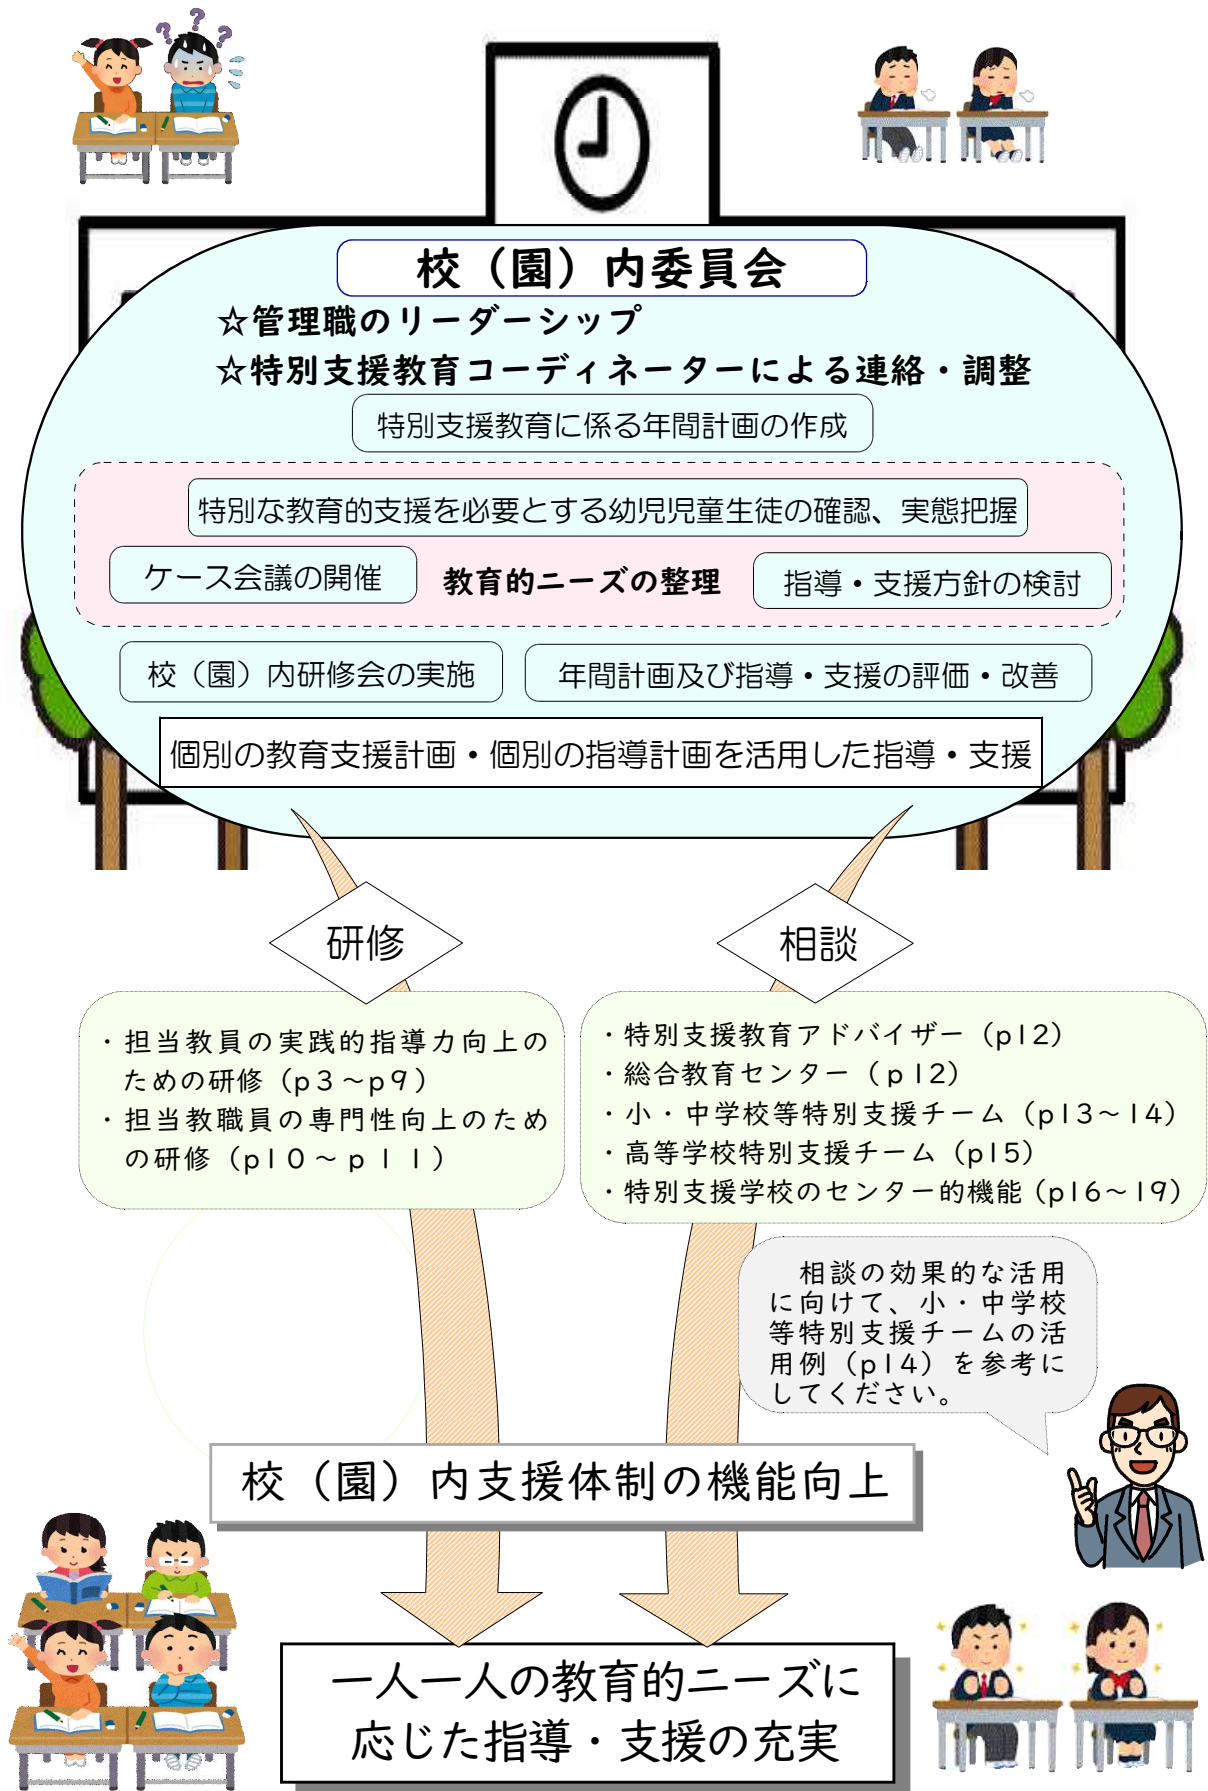 ???
校（園）内委員会
☆管理職のリーダーシップ
☆特別支援教育コーディネーターによる連絡・調整
特別支援教育に係る年間計画の作成
特別な教育的支援を必要とする幼児児童生徒の確認、実態把握
ケース会議の開催
教育的ニーズの整理
指導・支援方針の検討
校（園）内研修会の実施
年間計画及び指導・支援の評価・改善
個別の教育支援計画・個別の指導計画を活用した指導・支援
研修
・担当教員の実践的指導力向上の
ための研修（p３～p９）
・担当教職員の専門性向上のため
の研修（p１０～p１１）
相談
・特別支援教育アドバイザー（p12）
・総合教育センター（p12）
・小・中学校等特別支援チーム（p13～14）
・高等学校特別支援チーム（p15）
・特別支援学校のセンター的機能（p16～19）
相談の効果的な活用
に向けて、小・中学校
等特別支援チームの活
用例（p14）を参考に
してください。
校（園）内支援体制の機能向上
一人一人の教育的ニーズに
応じた指導・支援の充実